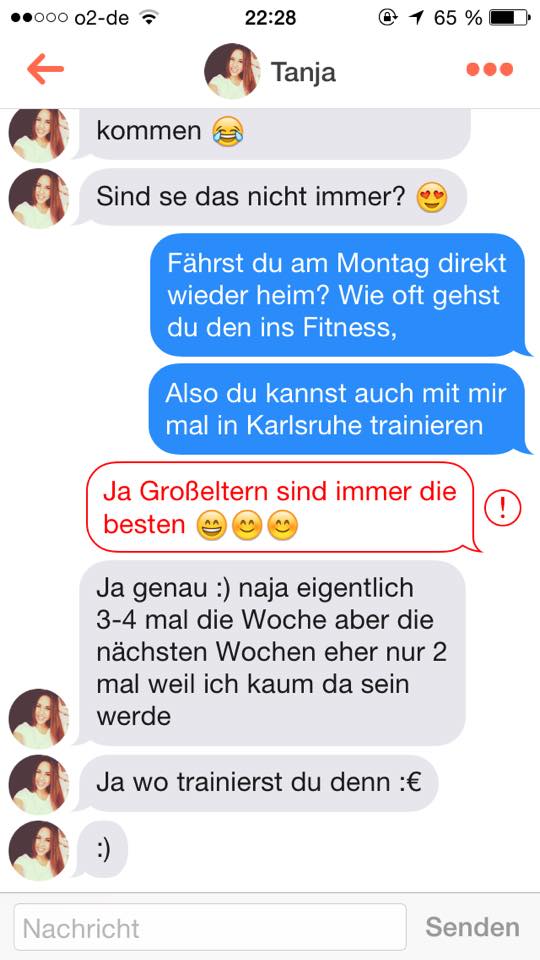 o2-de 22:28 65 %
Tanja
kommen 😂
Sind se das nicht immer? 😍
Fährst du am Montag direkt
wieder heim? Wie oft gehst
du den ins Fitness,
Also du kannst auch mit mir
mal in Karlsruhe trainieren
Ja Großeltern sind immer die
besten 😄😊😊
!
Ja genau :) naja eigentlich
3-4 mal die Woche aber die
nächsten Wochen eher nur 2
mal weil ich kaum da sein
werde
Ja wo trainierst du denn :€
:)
Nachricht
Senden